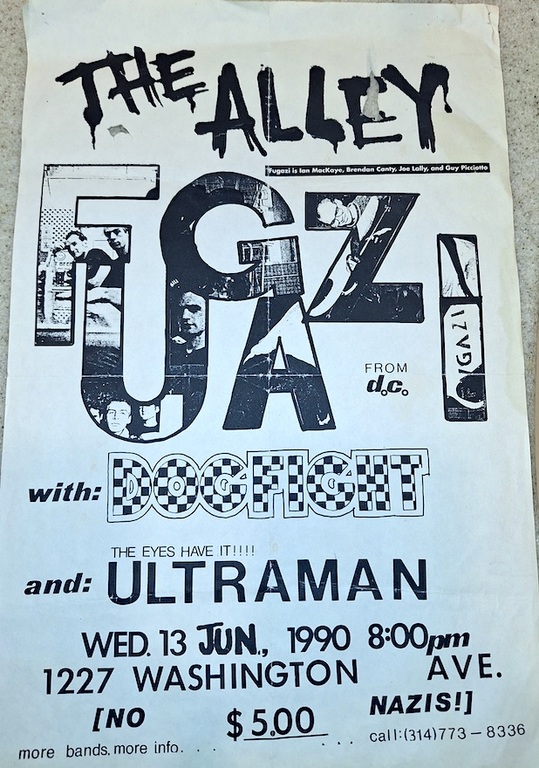 THE ALLEY
Fugazi is Ian MacKaye, Brendan Canty, Joe Lally, and Guy Picciotto
FUGAZI
FUGAZI
FROM
d.c.
with: DOGFIGHT
THE EYES HAVE IT!!!!
and: ULTRAMAN
WED. 13 JUN., 1990 8:00pm
1227 WASHINGTON AVE.
[NO NAZIS!]
$5.00
more bands. more info. . . . . . . call:(314)773-8336